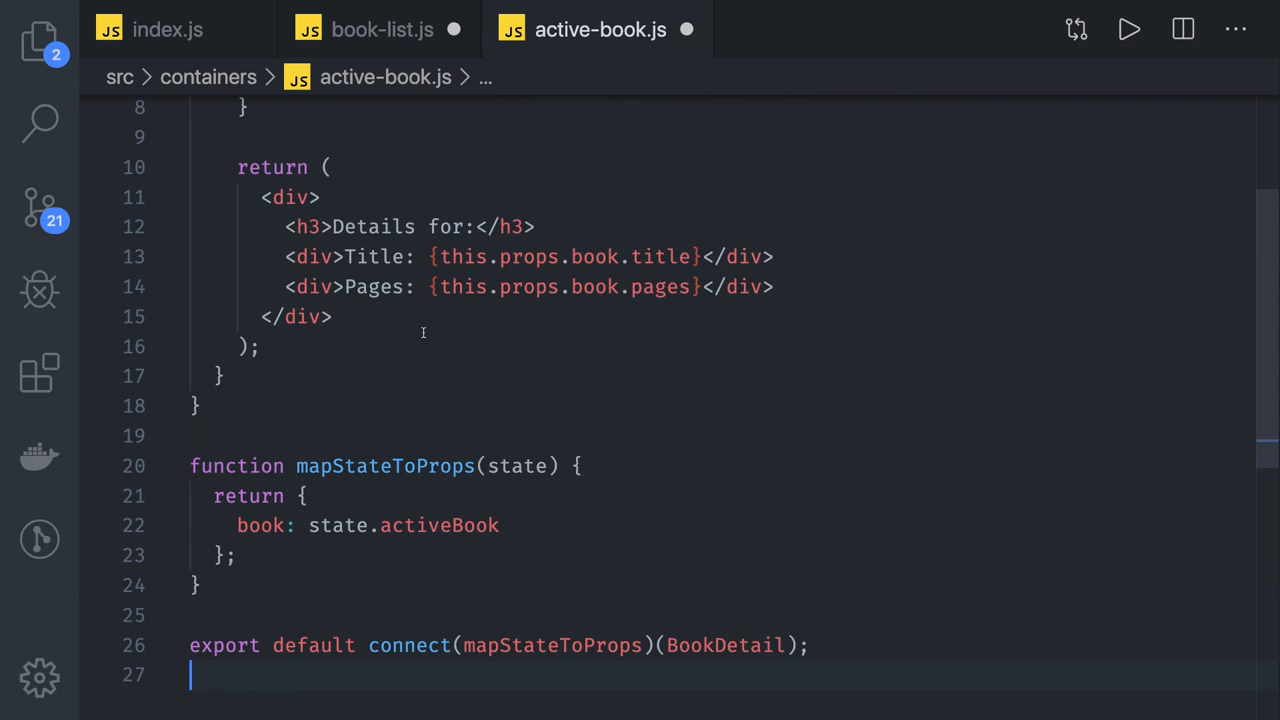 JS index.js JS book-list.js JS active-book.js
2
src > containers > JS active-book.js > ...
8 }
9
10 return (
11 <div>
12 <h3>Details for:</h3>
13 <div>Title: {this.props.book.title}</div>
14 <div>Pages: {this.props.book.pages}</div>
15 </div>
16 );
17 }
18 }
19
20 function mapStateToProps(state) {
21 return {
22 book: state.activeBook
23 };
24 }
25
26 export default connect(mapStateToProps)(BookDetail);
27
21